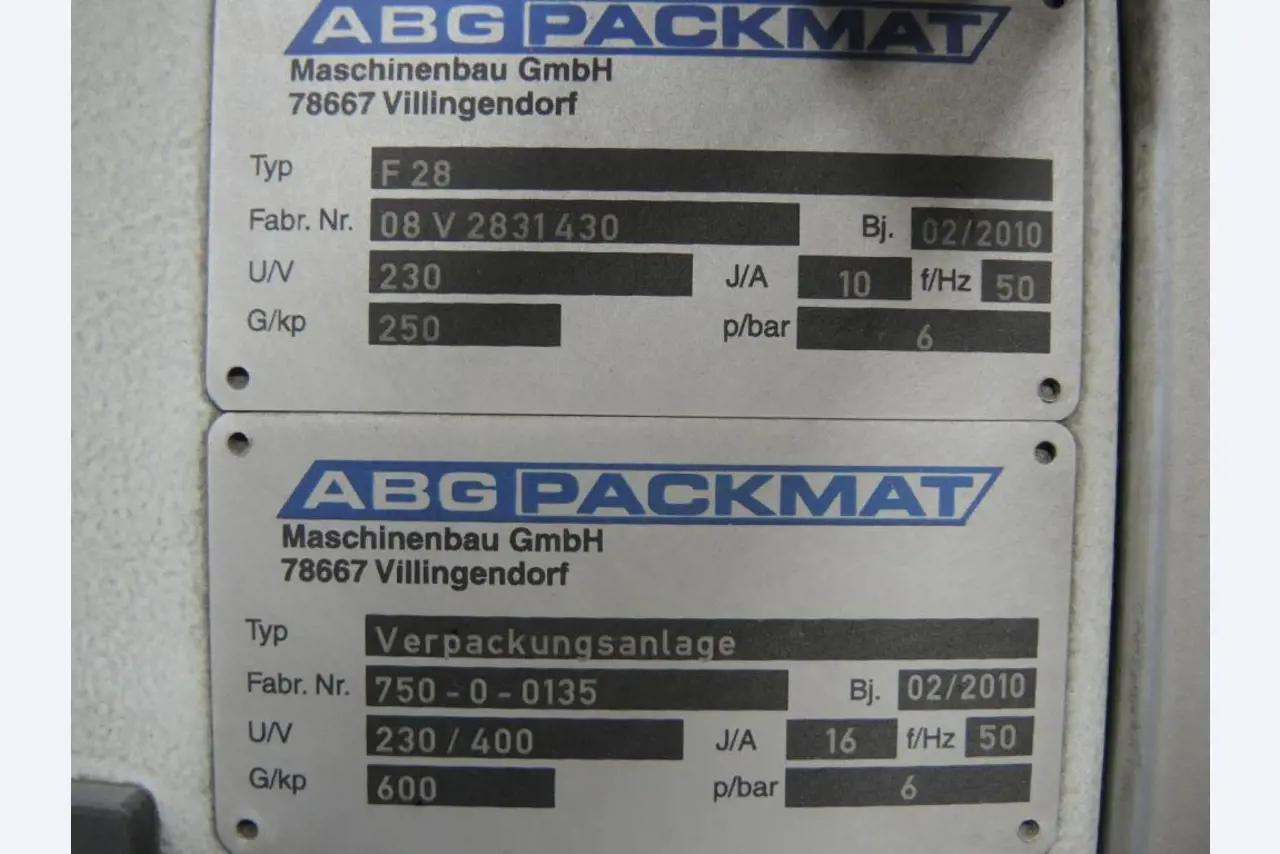 ABG PACKMAT
Maschinenbau GmbH
78667 Villingendorf
Typ F 28
Fabr. Nr. 08 V 2831430 Bj. 02/2010
U/V 230 J/A 10 f/Hz 50
G/kp 250 p/bar 6
ABG PACKMAT
Maschinenbau GmbH
78667 Villingendorf
Typ Verpackungsanlage
Fabr. Nr. 750-0-0135 Bj. 02/2010
U/V 230 / 400 J/A 16 f/Hz 50
G/kp 600 p/bar 6